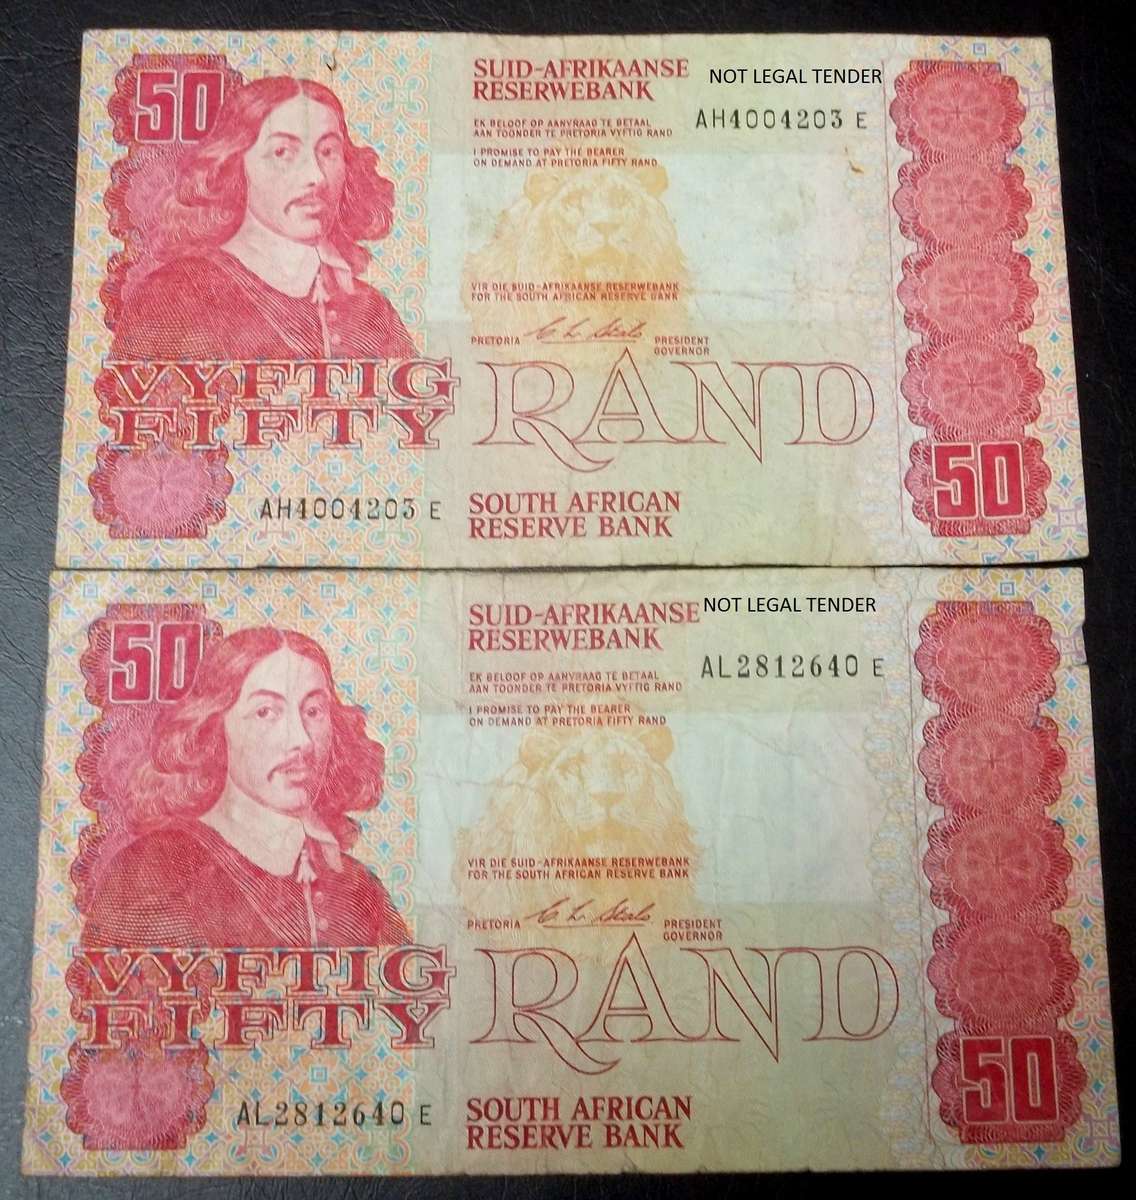 50
SUID-AFRIKAANSE
RESERWEBANK
NOT LEGAL TENDER
AH4004203 E
EK BELOOF OP AANVRAAG TE BETAAL
AAN TOONDER TE PRETORIA VYFTIG RAND
I PROMISE TO PAY THE BEARER
ON DEMAND AT PRETORIA FIFTY RAND
VIR DIE SUID-AFRIKAANSE RESERWEBANK
FOR THE SOUTH AFRICAN RESERVE BANK
PRETORIA
PRESIDENT
GOVERNOR
VYFTIG
FIFTY
RAND
50
AH4004203 E
SOUTH AFRICAN
RESERVE BANK
50
SUID-AFRIKAANSE
RESERWEBANK
NOT LEGAL TENDER
AL2812640 E
EK BELOOF OP AANVRAAG TE BETAAL
AAN TOONDER TE PRETORIA VYFTIG RAND
I PROMISE TO PAY THE BEARER
ON DEMAND AT PRETORIA FIFTY RAND
VIR DIE SUID-AFRIKAANSE RESERWEBANK
FOR THE SOUTH AFRICAN RESERVE BANK
PRETORIA
PRESIDENT
GOVERNOR
VYFTIG
FIFTY
RAND
50
AL2812640 E
SOUTH AFRICAN
RESERVE BANK